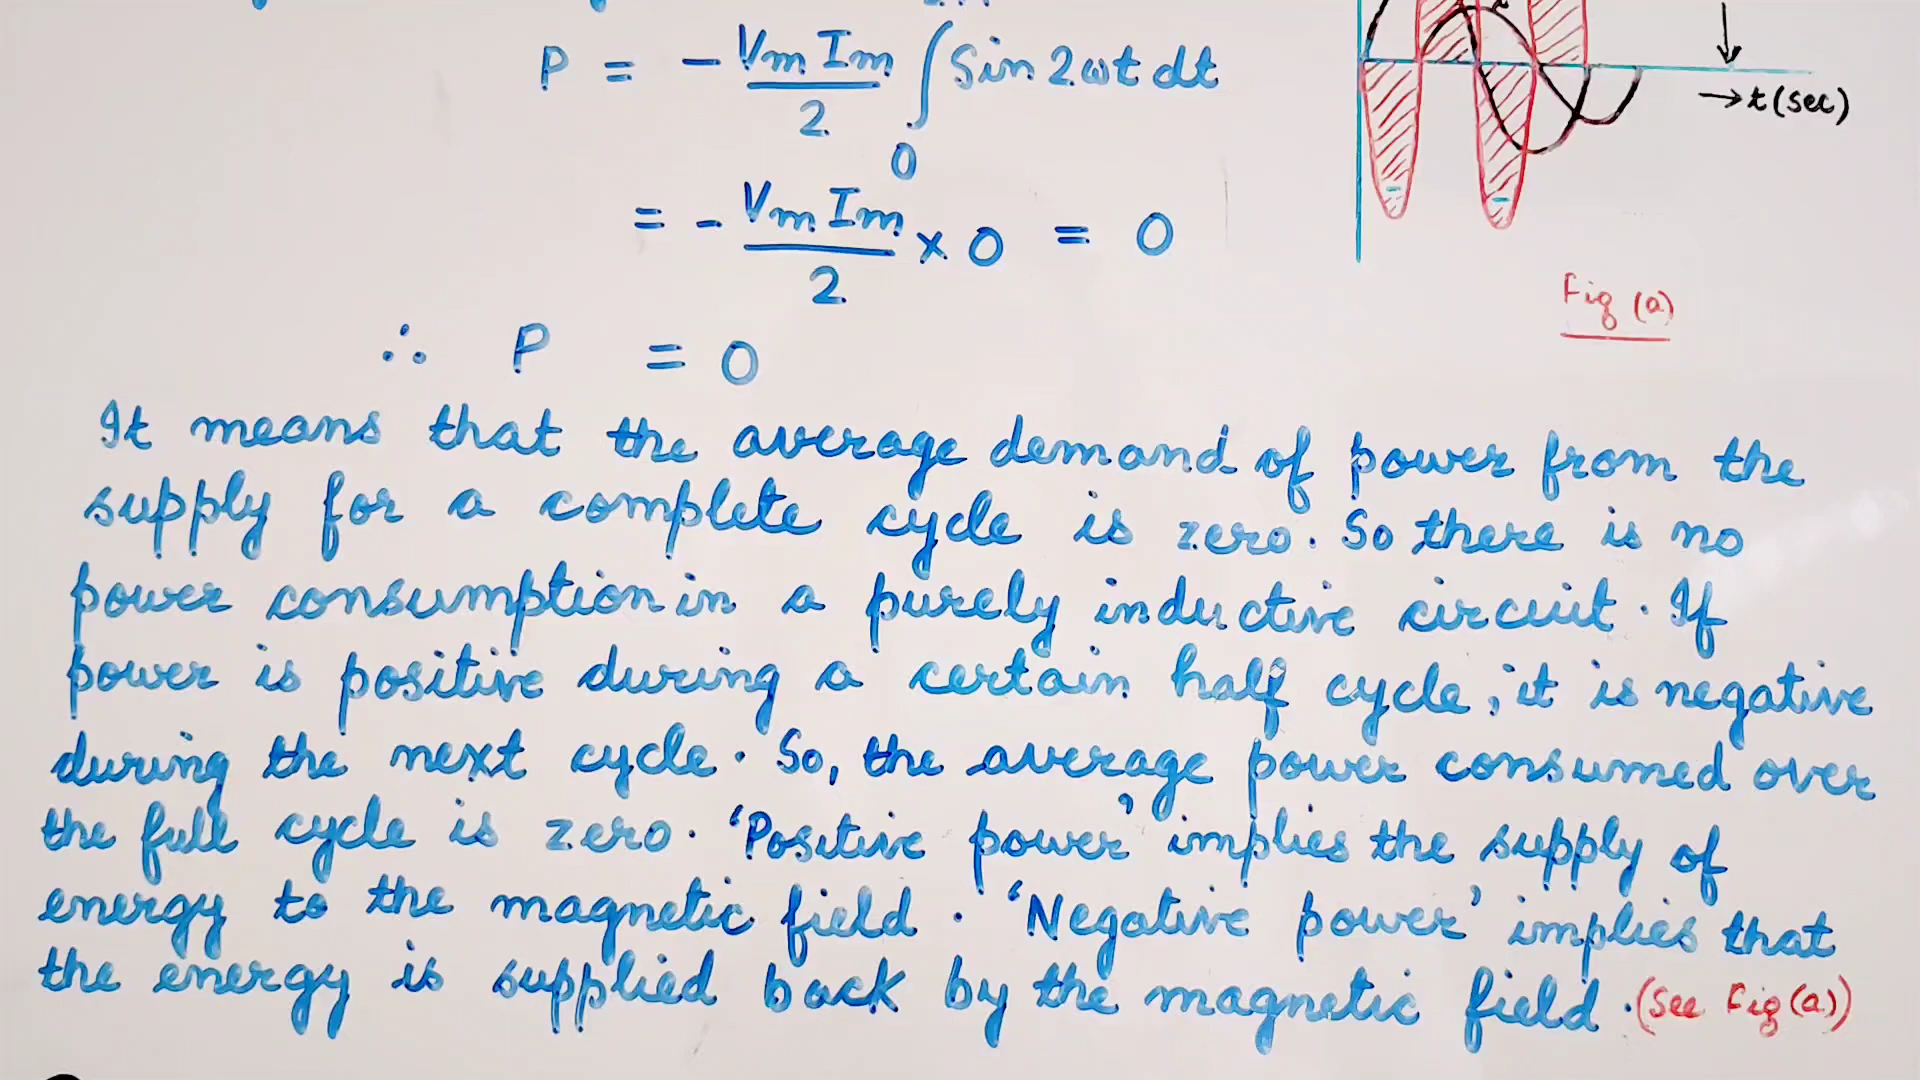 P = - Vm Im / 2 ∫ Sin 2ωt dt
0
→ t (sec)
= - Vm Im / 2 × 0 = 0
Fig (a)
∴ P = 0
It means that the average demand of power from the
supply for a complete cycle is zero. So there is no
power consumption in a purely inductive circuit. If
power is positive during a certain half cycle, it is negative
during the next cycle. So, the average power consumed over
the full cycle is zero. 'Positive power' implies the supply of
energy to the magnetic field. 'Negative power' implies that
the energy is supplied back by the magnetic field. (See Fig (a))